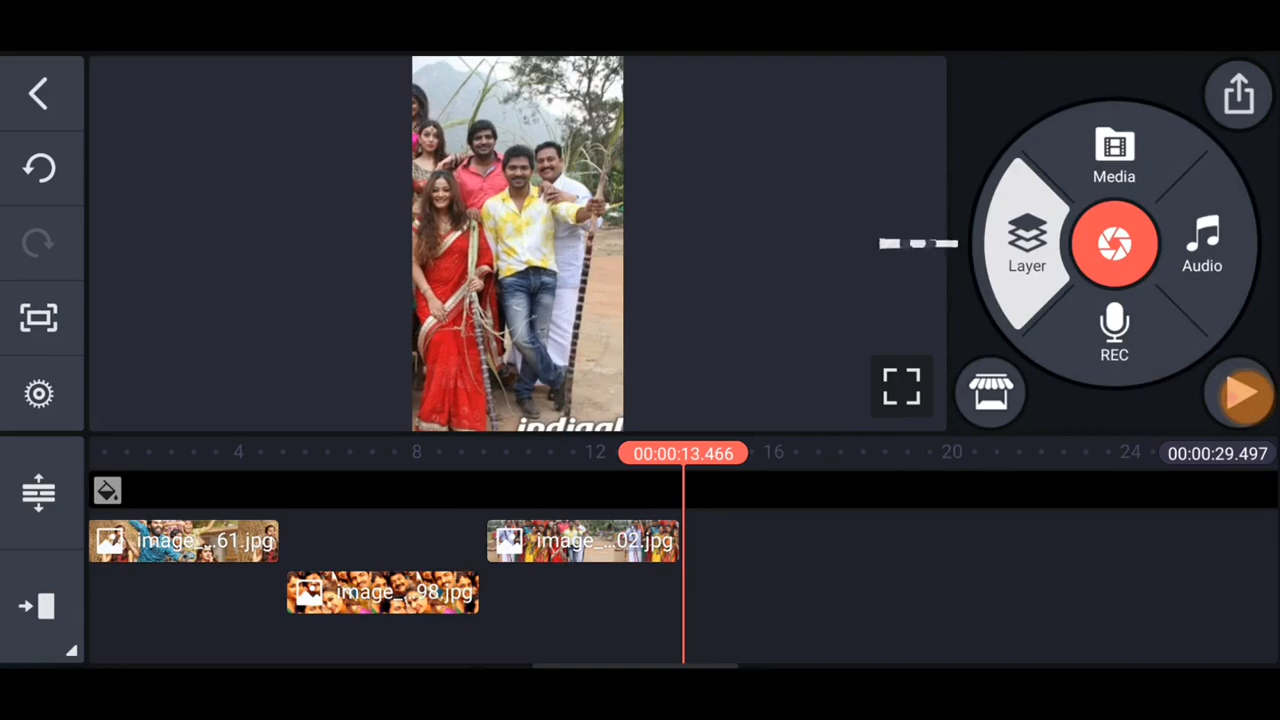 Media
Layer
Audio
REC
indiagl
4
8
12
00:00:13.466
16
20
24
00:00:29.497
image_...61.jpg
image_...02.jpg
image_...98.jpg